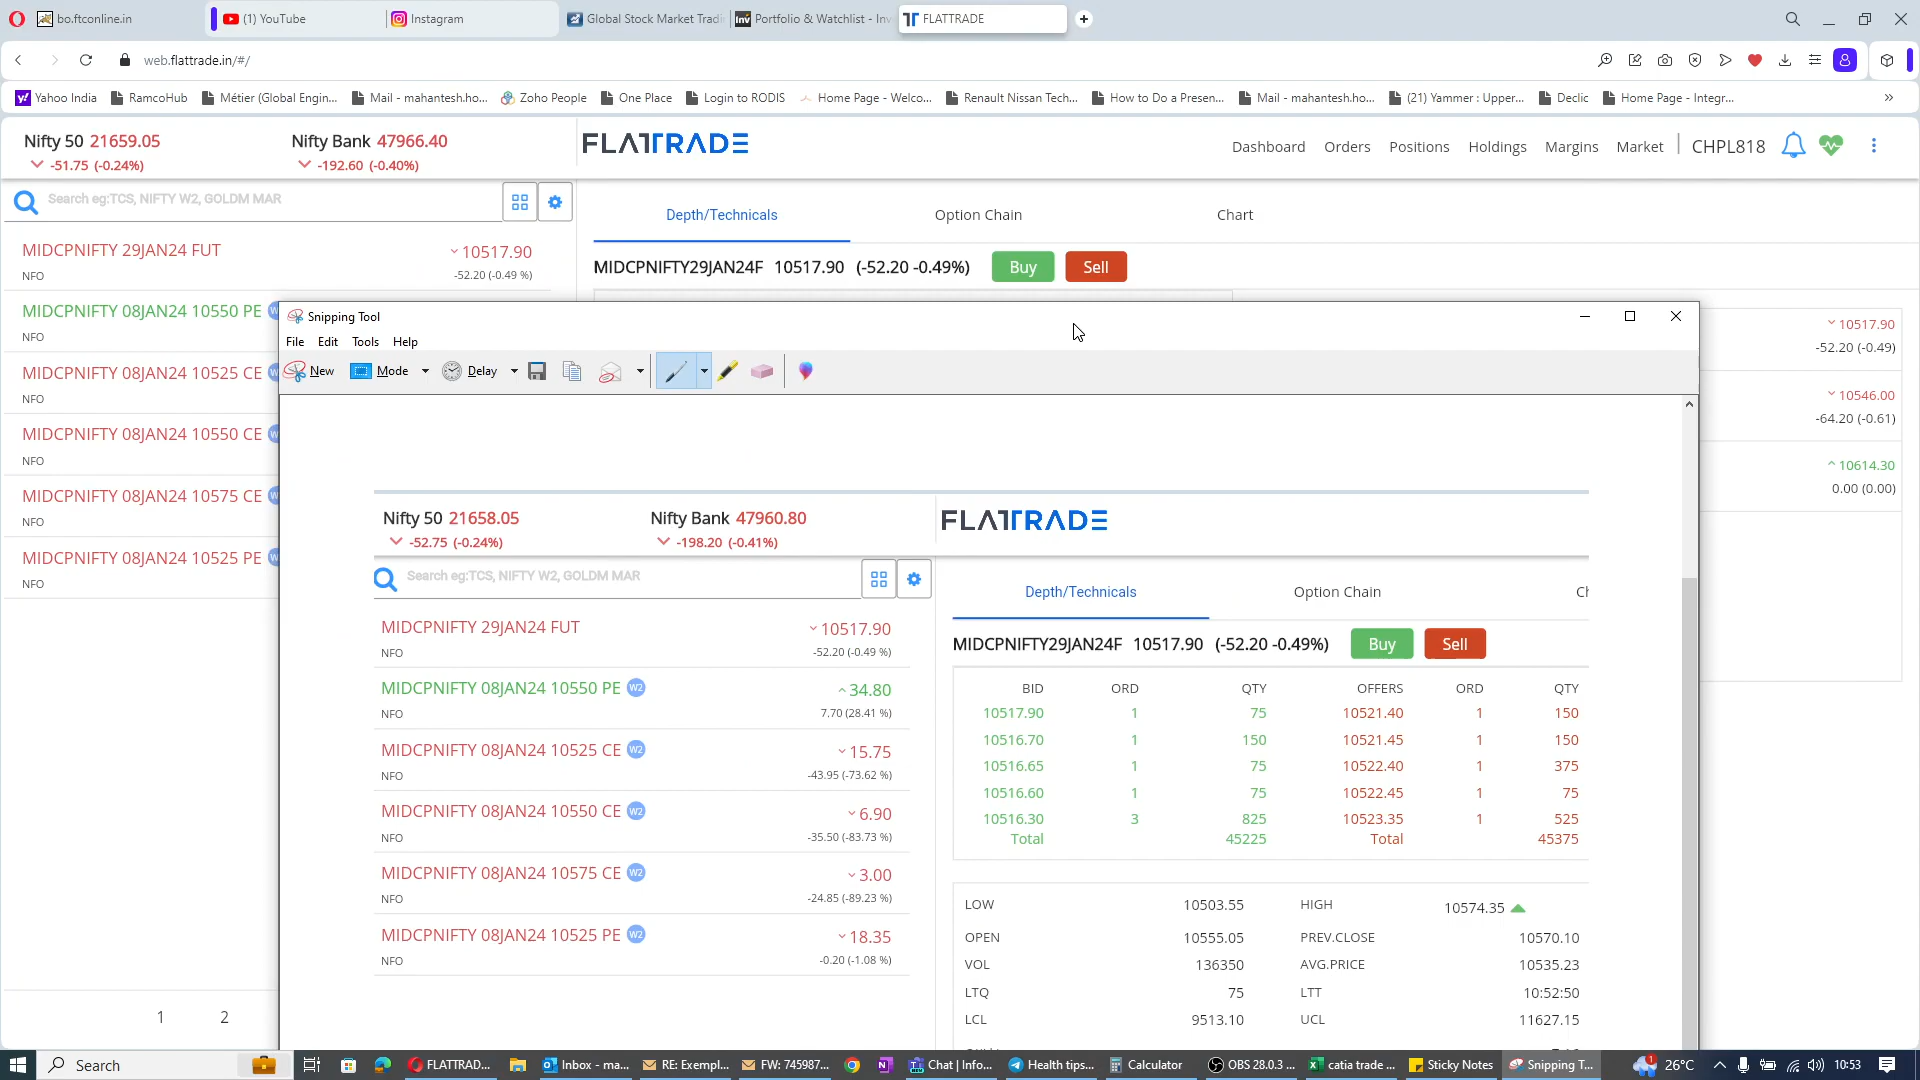 bo.ftconline.in
(1) YouTube
Instagram
Global Stock Market Tradi
Portfolio & Watchlist - Inv
FLATTRADE
web.flattrade.in/#/
Yahoo India
RamcoHub
Métier (Global Engin...
Mail - mahantesh.ho...
Zoho People
One Place
Login to RODIS
Home Page - Welco...
Renault Nissan Tech...
How to Do a Presen...
Mail - mahantesh.ho...
(21) Yammer : Upper...
Declic
Home Page - Integr...
Nifty 50 21659.05
-51.75 (-0.24%)
Nifty Bank 47966.40
-192.60 (-0.40%)
FLATTRADE
Dashboard
Orders
Positions
Holdings
Margins
Market
CHPL818
Search eg:TCS, NIFTY W2, GOLDM MAR
Depth/Technicals
Option Chain
Chart
MIDCPNIFTY 29JAN24 FUT
10517.90
NFO
-52.20 (-0.49 %)
MIDCPNIFTY29JAN24F 10517.90 (-52.20 -0.49%)
Buy
Sell
MIDCPNIFTY 08JAN24 10550 PE
NFO
MIDCPNIFTY 08JAN24 10525 CE
NFO
MIDCPNIFTY 08JAN24 10550 CE
NFO
MIDCPNIFTY 08JAN24 10575 CE
NFO
MIDCPNIFTY 08JAN24 10525 PE
NFO
1 2
10517.90
-52.20 (-0.49)
10546.00
-64.20 (-0.61)
10614.30
0.00 (0.00)
Snipping Tool
File Edit Tools Help
New
Mode
Delay
Nifty 50 21658.05
-52.75 (-0.24%)
Nifty Bank 47960.80
-198.20 (-0.41%)
FLATTRADE
Search eg:TCS, NIFTY W2, GOLDM MAR
Depth/Technicals
Option Chain
Ch
MIDCPNIFTY 29JAN24 FUT
10517.90
NFO
-52.20 (-0.49 %)
MIDCPNIFTY 08JAN24 10550 PE W2
34.80
NFO
7.70 (28.41 %)
MIDCPNIFTY 08JAN24 10525 CE W2
15.75
NFO
-43.95 (-73.62 %)
MIDCPNIFTY 08JAN24 10550 CE W2
6.90
NFO
-35.50 (-83.73 %)
MIDCPNIFTY 08JAN24 10575 CE W2
3.00
NFO
-24.85 (-89.23 %)
MIDCPNIFTY 08JAN24 10525 PE W2
18.35
NFO
-0.20 (-1.08 %)
MIDCPNIFTY29JAN24F 10517.90 (-52.20 -0.49%)
Buy
Sell
BID ORD QTY OFFERS ORD QTY
10517.90 1 75 10521.40 1 150
10516.70 1 150 10521.45 1 150
10516.65 1 75 10522.40 1 375
10516.60 1 75 10522.45 1 75
10516.30 3 825 10523.35 1 525
Total 45225 Total 45375
LOW 10503.55 HIGH 10574.35
OPEN 10555.05 PREV.CLOSE 10570.10
VOL 136350 AVG.PRICE 10535.23
LTQ 75 LTT 10:52:50
LCL 9513.10 UCL 11627.15
Search
FLATTRAD...
Inbox - ma...
RE: Exempl...
FW: 745987...
Chat | Info...
Health tips...
Calculator
OBS 28.0.3 ...
catia trade ...
Sticky Notes
Snipping T...
1
26°C
10:53